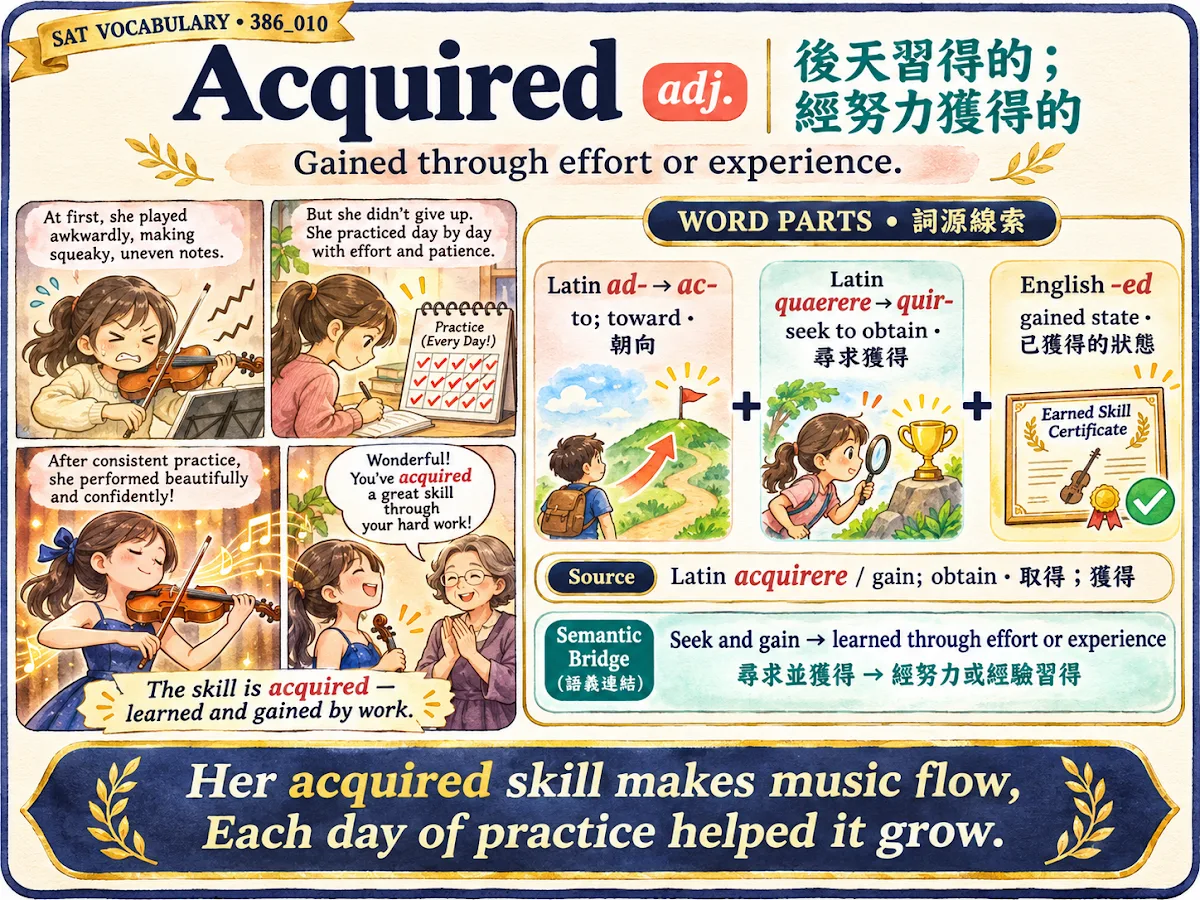 SAT VOCABULARY • 386_010
Acquired
adj.
後天習得的；
經努力獲得的
Gained through effort or experience.
At first, she played
awkwardly, making
squeaky, uneven notes.
But she didn't give up.
She practiced day by day
with effort and patience.
Practice
(Every Day!)
After consistent practice,
she performed beautifully
and confidently!
Wonderful!
You've acquired
a great skill
through
your hard work!
The skill is acquired —
learned and gained by work.
WORD PARTS • 詞源線索
Latin ad- → ac-
to; toward •
朝向
+
Latin
quaerere → quir-
seek to obtain •
尋求獲得
+
English -ed
gained state •
已獲得的狀態
Earned Skill
Certificate
Source
Latin acquirere / gain; obtain • 取得；獲得
Semantic
Bridge
(語義連結)
Seek and gain → learned through effort or experience
尋求並獲得 → 經努力或經驗習得
Her acquired skill makes music flow,
Each day of practice helped it grow.